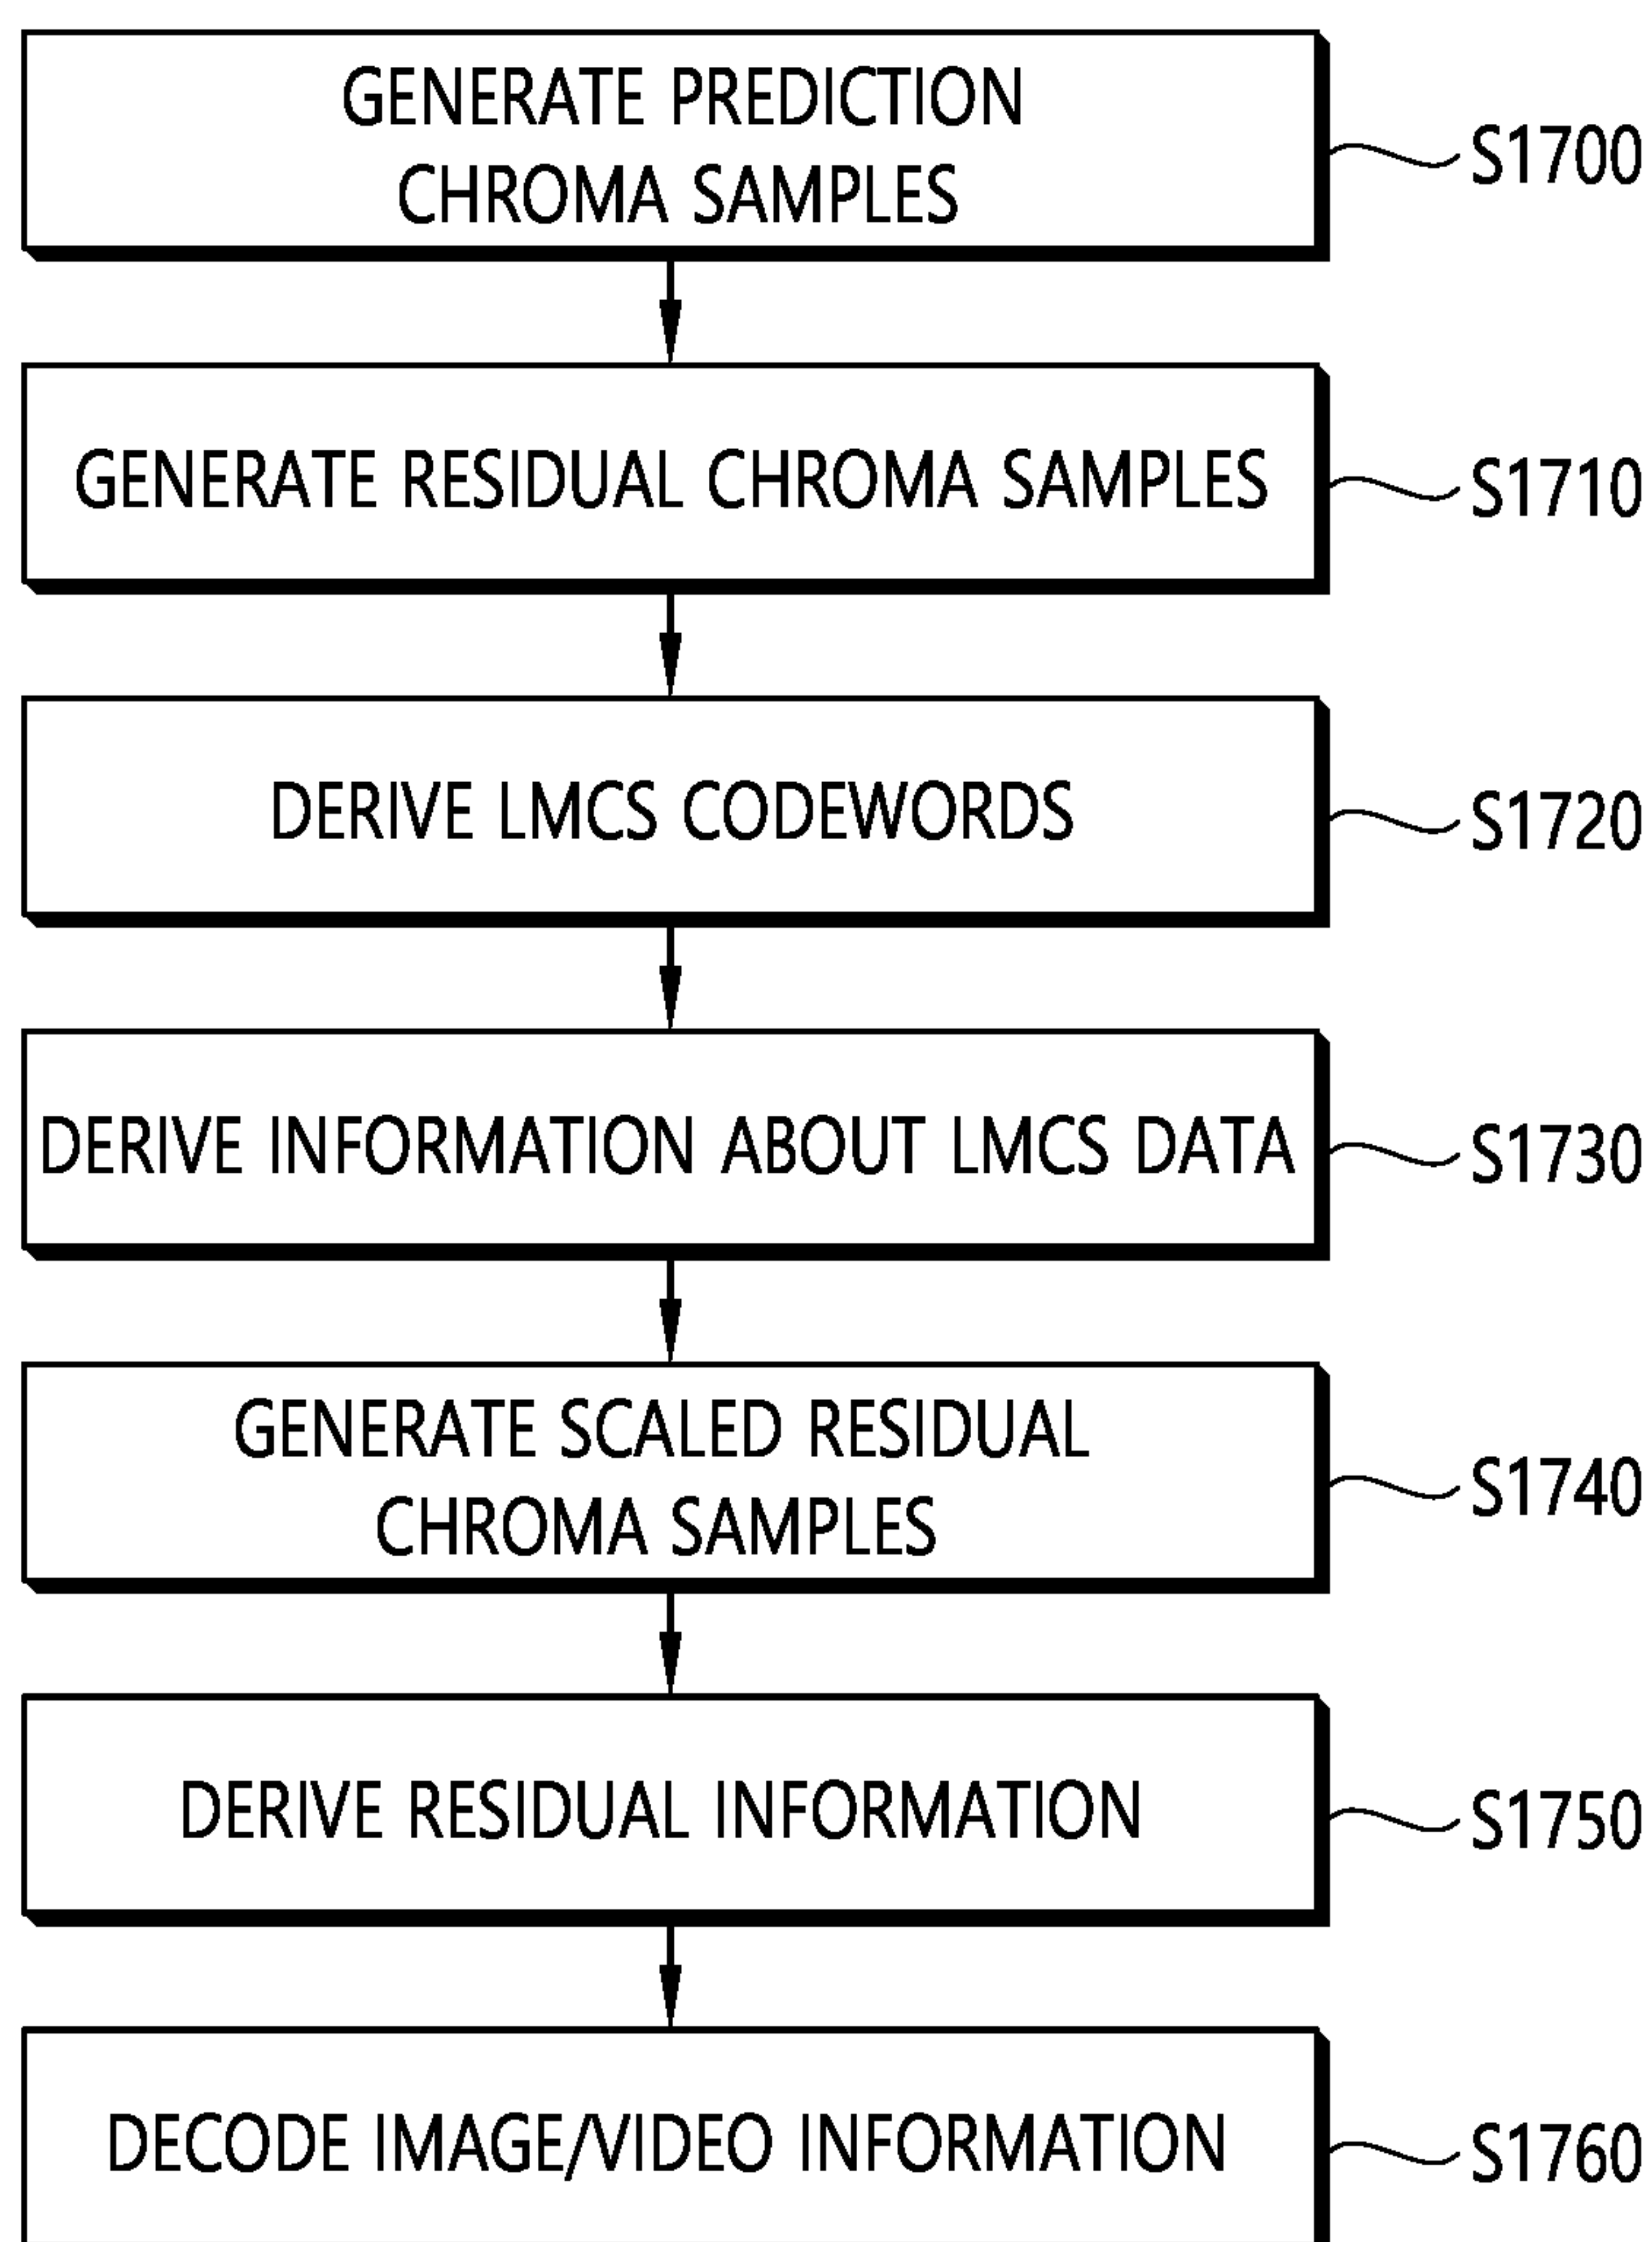 GENERATE PREDICTION
CHROMA SAMPLES
S1700
GENERATE RESIDUAL CHROMA SAMPLES
S1710
DERIVE LMCS CODEWORDS
S1720
DERIVE INFORMATION ABOUT LMCS DATA
S1730
GENERATE SCALED RESIDUAL
CHROMA SAMPLES
S1740
DERIVE RESIDUAL INFORMATION
S1750
DECODE IMAGE/VIDEO INFORMATION
S1760